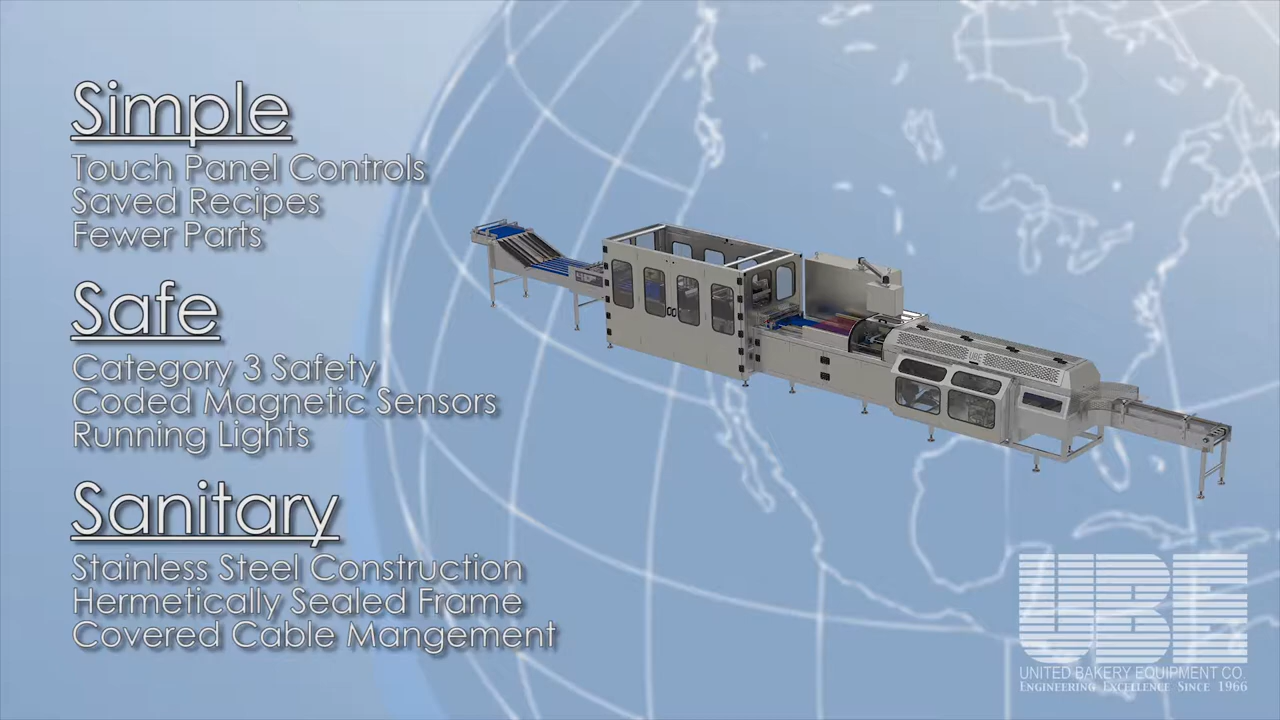 Simple
Touch Panel Controls
Saved Recipes
Fewer Parts
Safe
Category 3 Safety
Coded Magnetic Sensors
Running Lights
Sanitary
Stainless Steel Construction
Hermetically Sealed Frame
Covered Cable Mangement
UBE
UBE
UNITED BAKERY EQUIPMENT CO.
Engineering Excellence Since 1966